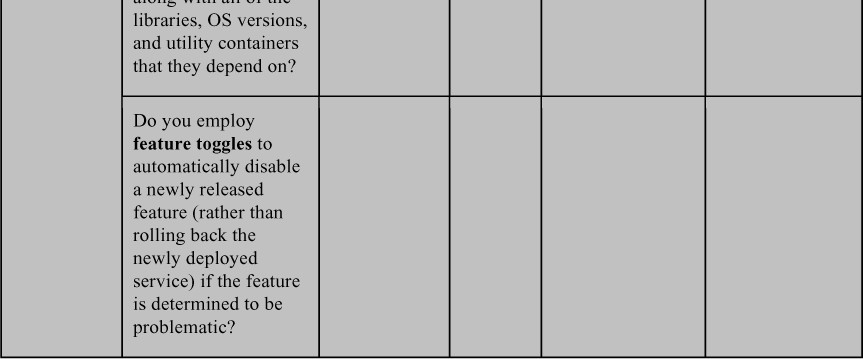 along with all of the
libraries, OS versions,
and utility containers
that they depend on?
Do you employ
feature toggles to
automatically disable
a newly released
feature (rather than
rolling back the
newly deployed
service) if the feature
is determined to be
problematic?